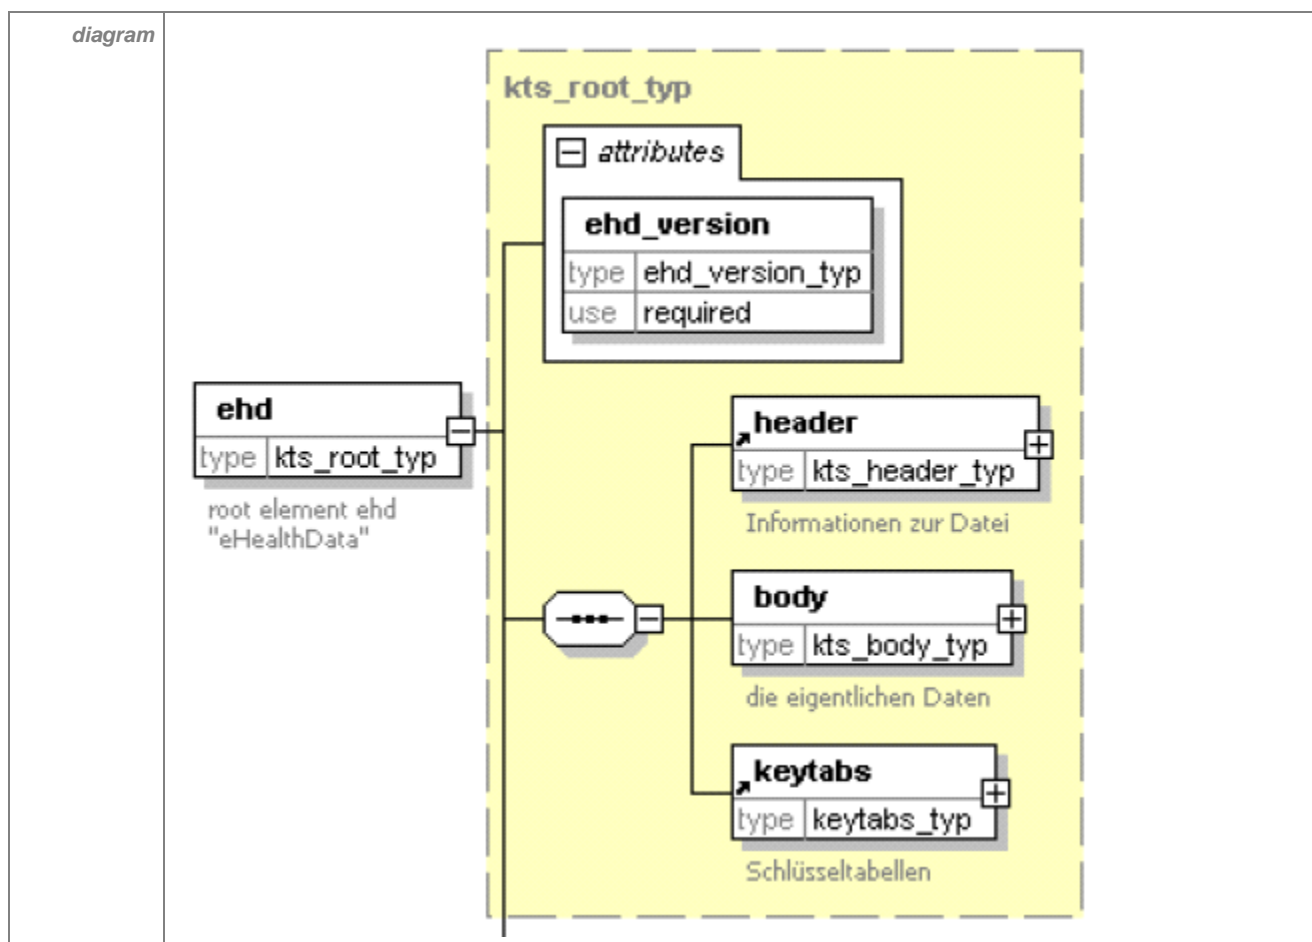 diagram
kts_root_typ
attributes
ehd_version
type ehd_version_typ
use required
ehd
type kts_root_typ
root element ehd
"eHealthData"
header
type kts_header_typ
Informationen zur Datei
body
type kts_body_typ
die eigentlichen Daten
keytabs
type keytabs_typ
Schlüsseltabellen